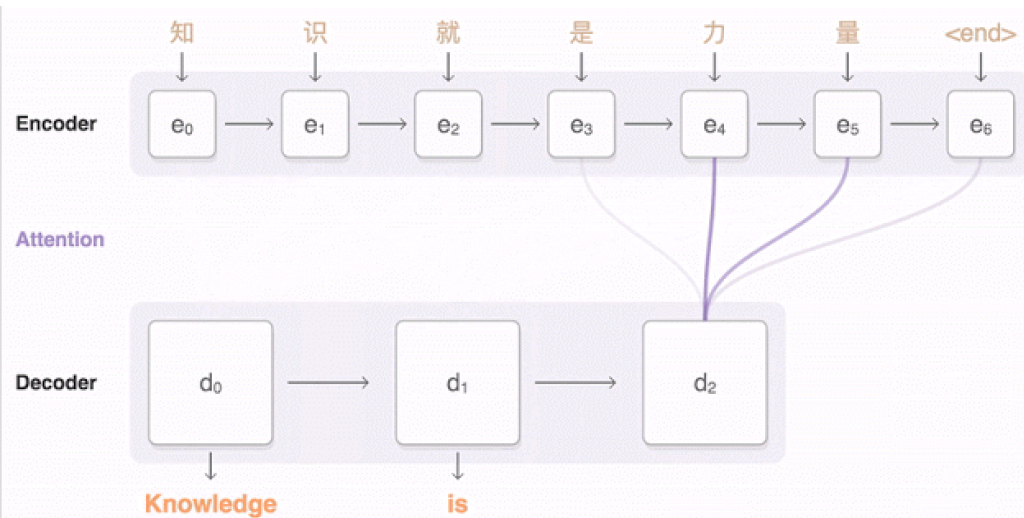 知 识 就 是 力 量 <end>
Encoder e₀ e₁ e₂ e₃ e₄ e₅ e₆
Attention
Decoder d₀ d₁ d₂
Knowledge is